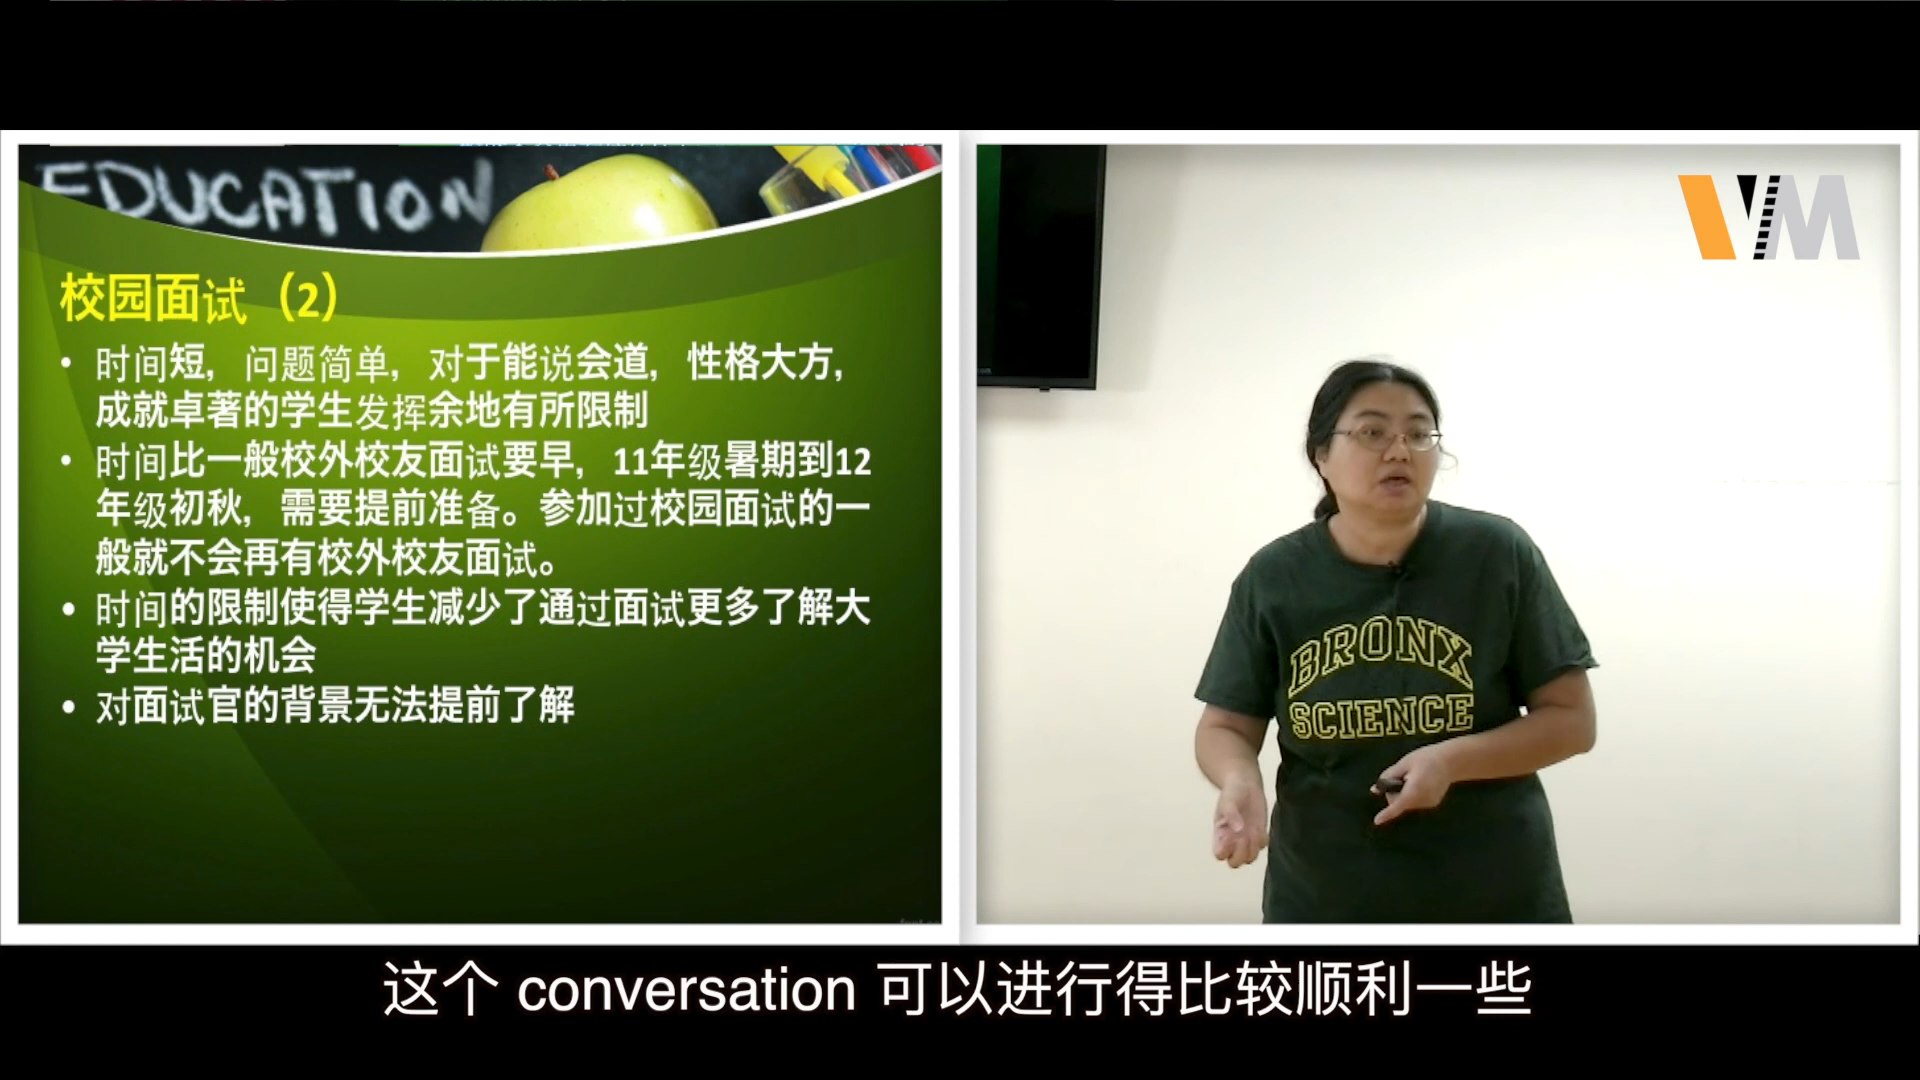 EDUCATION
校园面试（2）
• 时间短，问题简单，对于能说会道，性格大方，
成就卓著的学生发挥余地有所限制
• 时间比一般校外校友面试要早，11年级暑期到12
年级初秋，需要提前准备。参加过校园面试的一
般就不会再有校外校友面试。
• 时间的限制使得学生减少了通过面试更多了解大
学生活的机会
• 对面试官的背景无法提前了解
VM
BRONX
SCIENCE
这个 conversation 可以进行得比较顺利一些